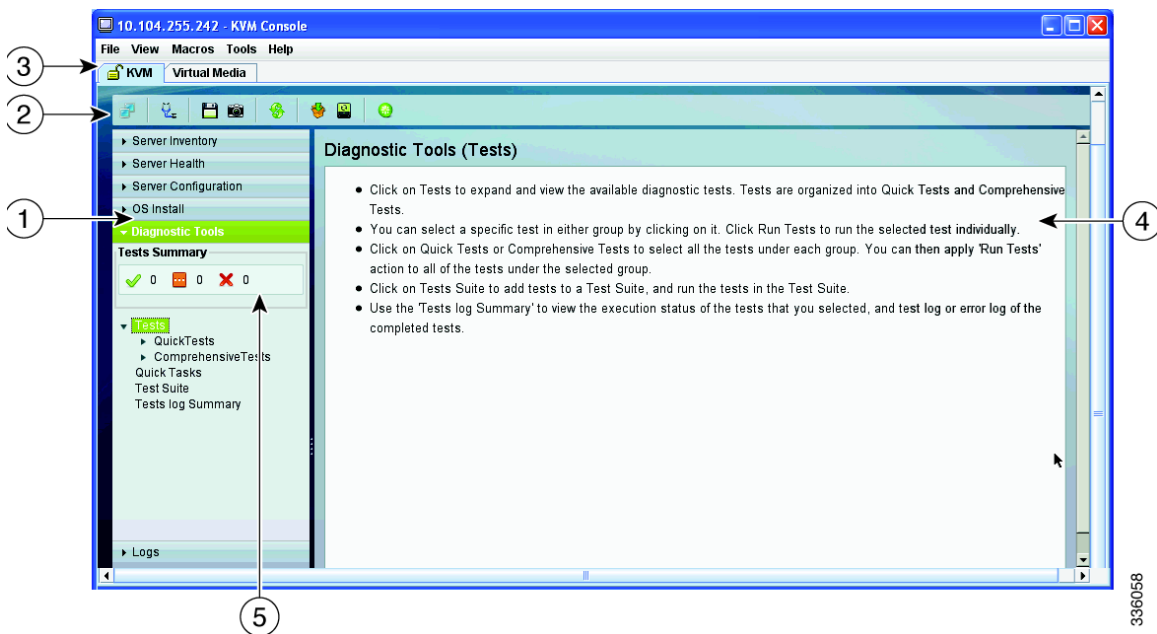 10.104.255.242 - KVM Console
File View Macros Tools Help
3
KVM Virtual Media
2
Server Inventory
Server Health
Server Configuration
1
OS Install
Diagnostic Tools
Tests Summary
0 0 0
Tests
QuickTests
ComprehensiveTests
Quick Tasks
Test Suite
Tests log Summary
Logs
5
Diagnostic Tools (Tests)
• Click on Tests to expand and view the available diagnostic tests. Tests are organized into Quick Tests and Comprehensive
Tests.
• You can select a specific test in either group by clicking on it. Click Run Tests to run the selected test individually.
• Click on Quick Tests or Comprehensive Tests to select all the tests under each group. You can then apply 'Run Tests'
action to all of the tests under the selected group.
• Click on Tests Suite to add tests to a Test Suite, and run the tests in the Test Suite.
• Use the 'Tests log Summary' to view the execution status of the tests that you selected, and test log or error log of the
completed tests.
4
336058